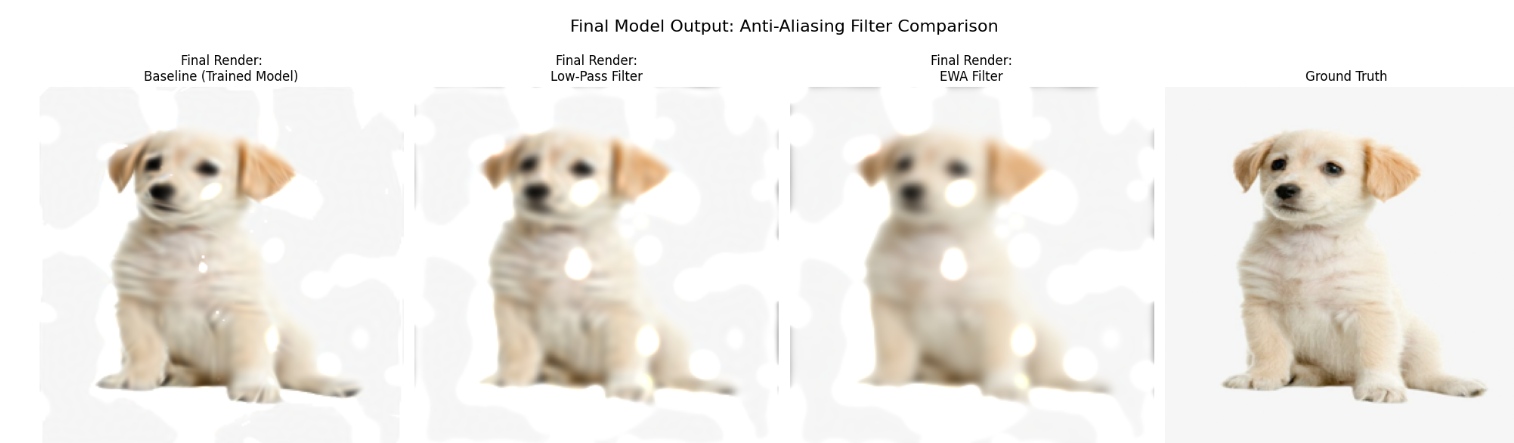 Final Model Output: Anti-Aliasing Filter Comparison
Final Render:
Baseline (Trained Model)
Final Render:
Low-Pass Filter
Final Render:
EWA Filter
Ground Truth